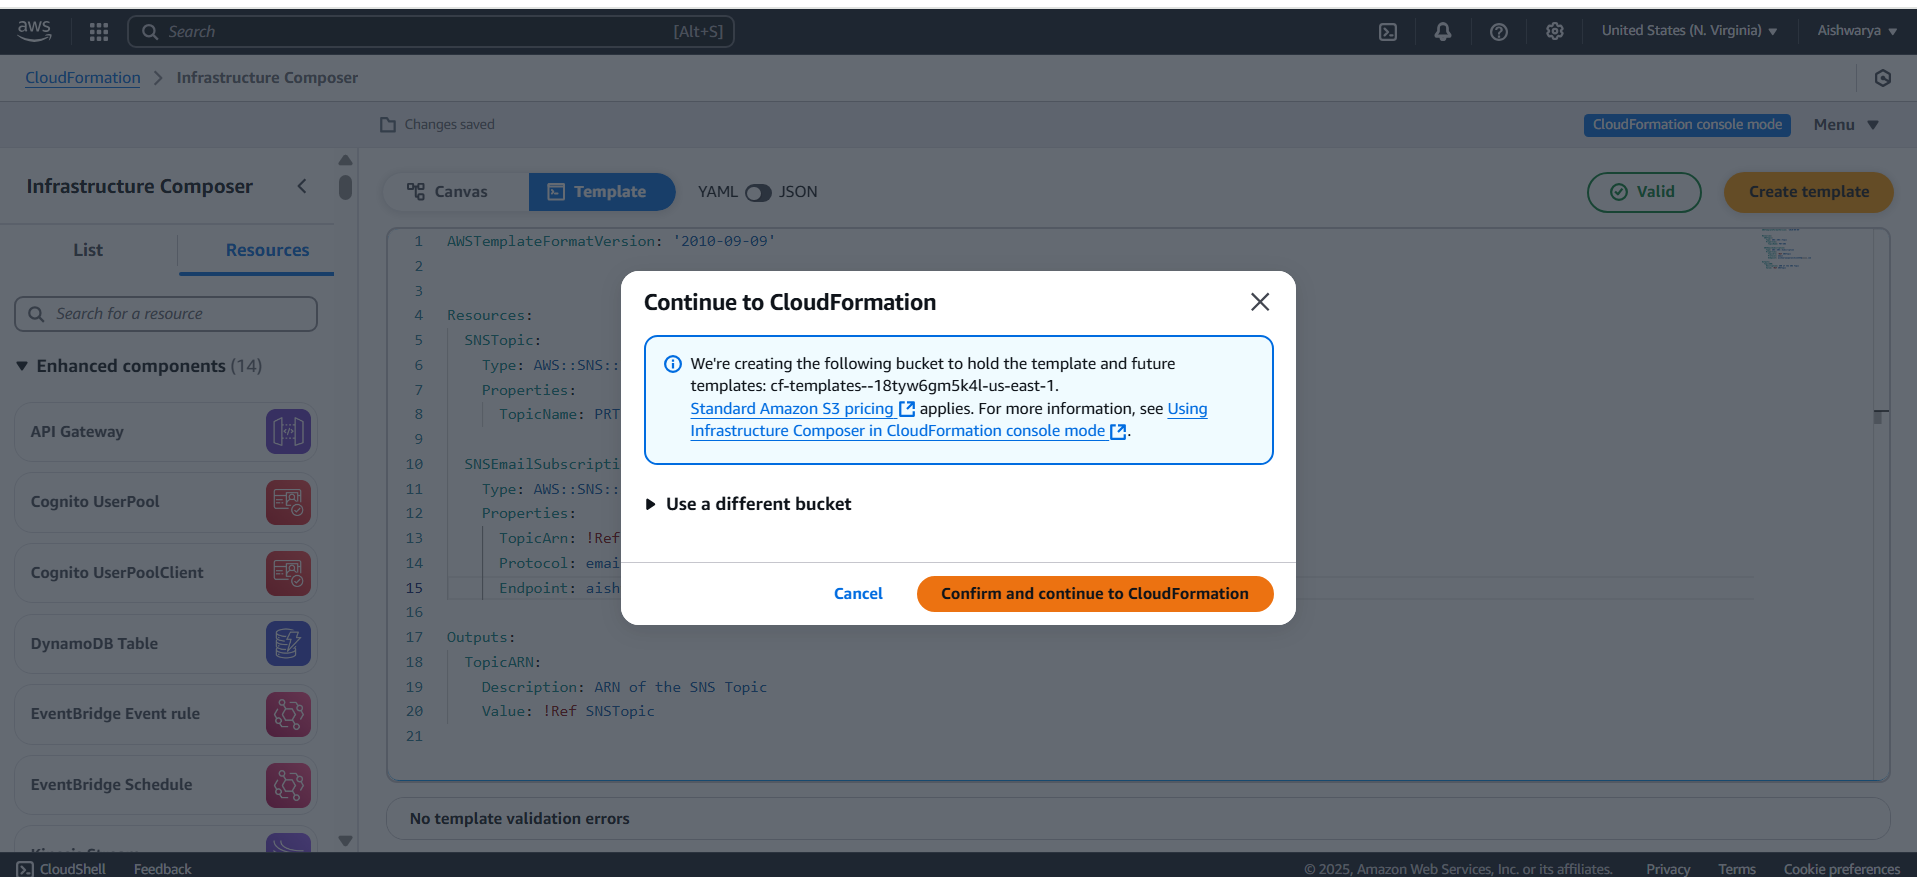 aws
Search [Alt+S]
United States (N. Virginia)
Aishwarya
CloudFormation > Infrastructure Composer
Changes saved
CloudFormation console mode
Menu
Infrastructure Composer
Canvas
Template
YAML JSON
Valid
Create template
List
Resources
Search for a resource
Enhanced components (14)
API Gateway
Cognito UserPool
Cognito UserPoolClient
DynamoDB Table
EventBridge Event rule
EventBridge Schedule
1 AWSTemplateFormatVersion: '2010-09-09'
2
3
4 Resources:
5 SNSTopic:
6 Type: AWS::SNS::
7 Properties:
8 TopicName: PRT
9
10 SNSEmailSubscripti
11 Type: AWS::SNS::
12 Properties:
13 TopicArn: !Ref
14 Protocol: emai
15 Endpoint: aish
16
17 Outputs:
18 TopicARN:
19 Description: ARN of the SNS Topic
20 Value: !Ref SNSTopic
21
Continue to CloudFormation
We're creating the following bucket to hold the template and future
templates: cf-templates--18tyw6gm5k4l-us-east-1.
Standard Amazon S3 pricing applies. For more information, see Using
Infrastructure Composer in CloudFormation console mode.
Use a different bucket
Cancel
Confirm and continue to CloudFormation
No template validation errors
CloudShell
Feedback
© 2025, Amazon Web Services, Inc. or its affiliates.
Privacy
Terms
Cookie preferences